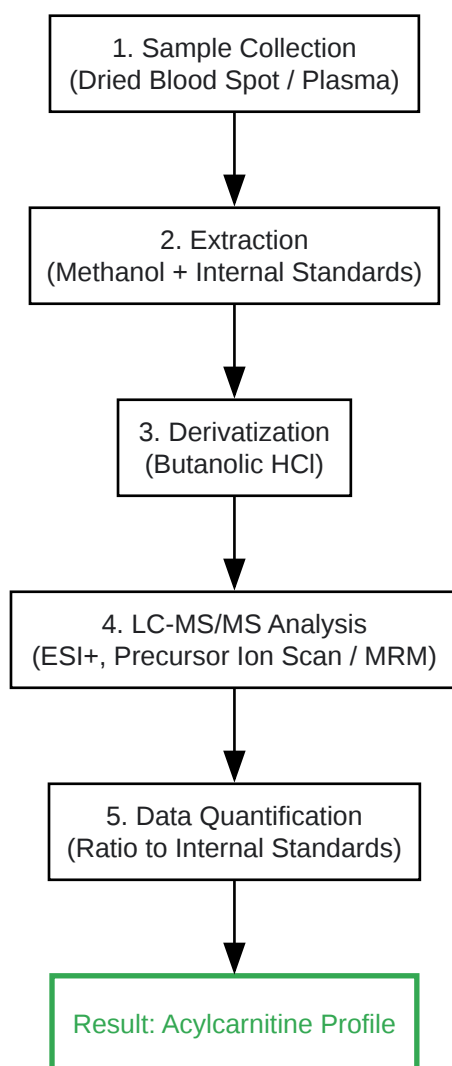 1. Sample Collection
(Dried Blood Spot / Plasma)
2. Extraction
(Methanol + Internal Standards)
3. Derivatization
(Butanolic HCl)
4. LC-MS/MS Analysis
(ESI+, Precursor Ion Scan / MRM)
5. Data Quantification
(Ratio to Internal Standards)
Result: Acylcarnitine Profile